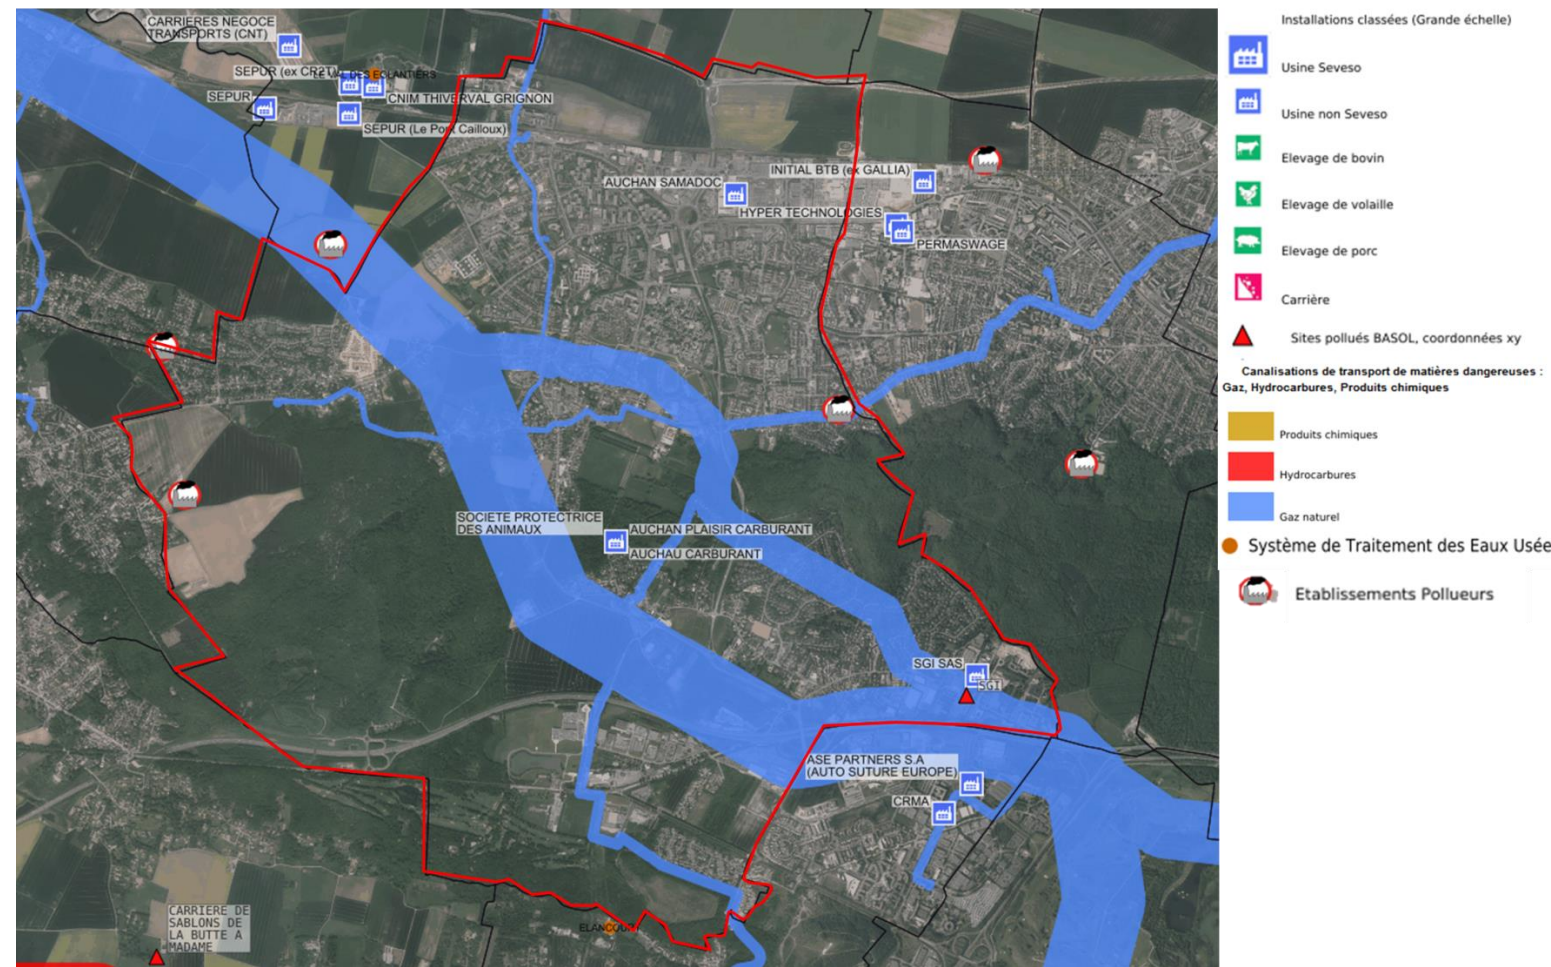 CARRIERES NEGOCE
TRANSPORTS (CNT)
SEPUR (ex CR2T)
LE VAL DES EGLANTIERS
SEPUR
CNIM THIVERVAL GRIGNON
SEPUR (Le Pont Cailloux)
AUCHAN SAMADOC
INITIAL BTB (ex GALLIA)
HYPER TECHNOLOGIES
PERMASWAGE
SOCIETE PROTECTRICE
DES ANIMAUX
AUCHAN PLAISIR CARBURANT
AUCHAU CARBURANT
SGI SAS
SGI
ASE PARTNERS S.A
(AUTO SUTURE EUROPE)
CRMA
CARRIERE DE
SABLONS DE
LA BUTTE A
MADAME
ELANCOURT
Installations classées (Grande échelle)
Usine Seveso
Usine non Seveso
Elevage de bovin
Elevage de volaille
Elevage de porc
Carrière
Sites pollués BASOL, coordonnées xy
Canalisations de transport de matières dangereuses :
Gaz, Hydrocarbures, Produits chimiques
Produits chimiques
Hydrocarbures
Gaz naturel
Système de Traitement des Eaux Usée
Etablissements Pollueurs